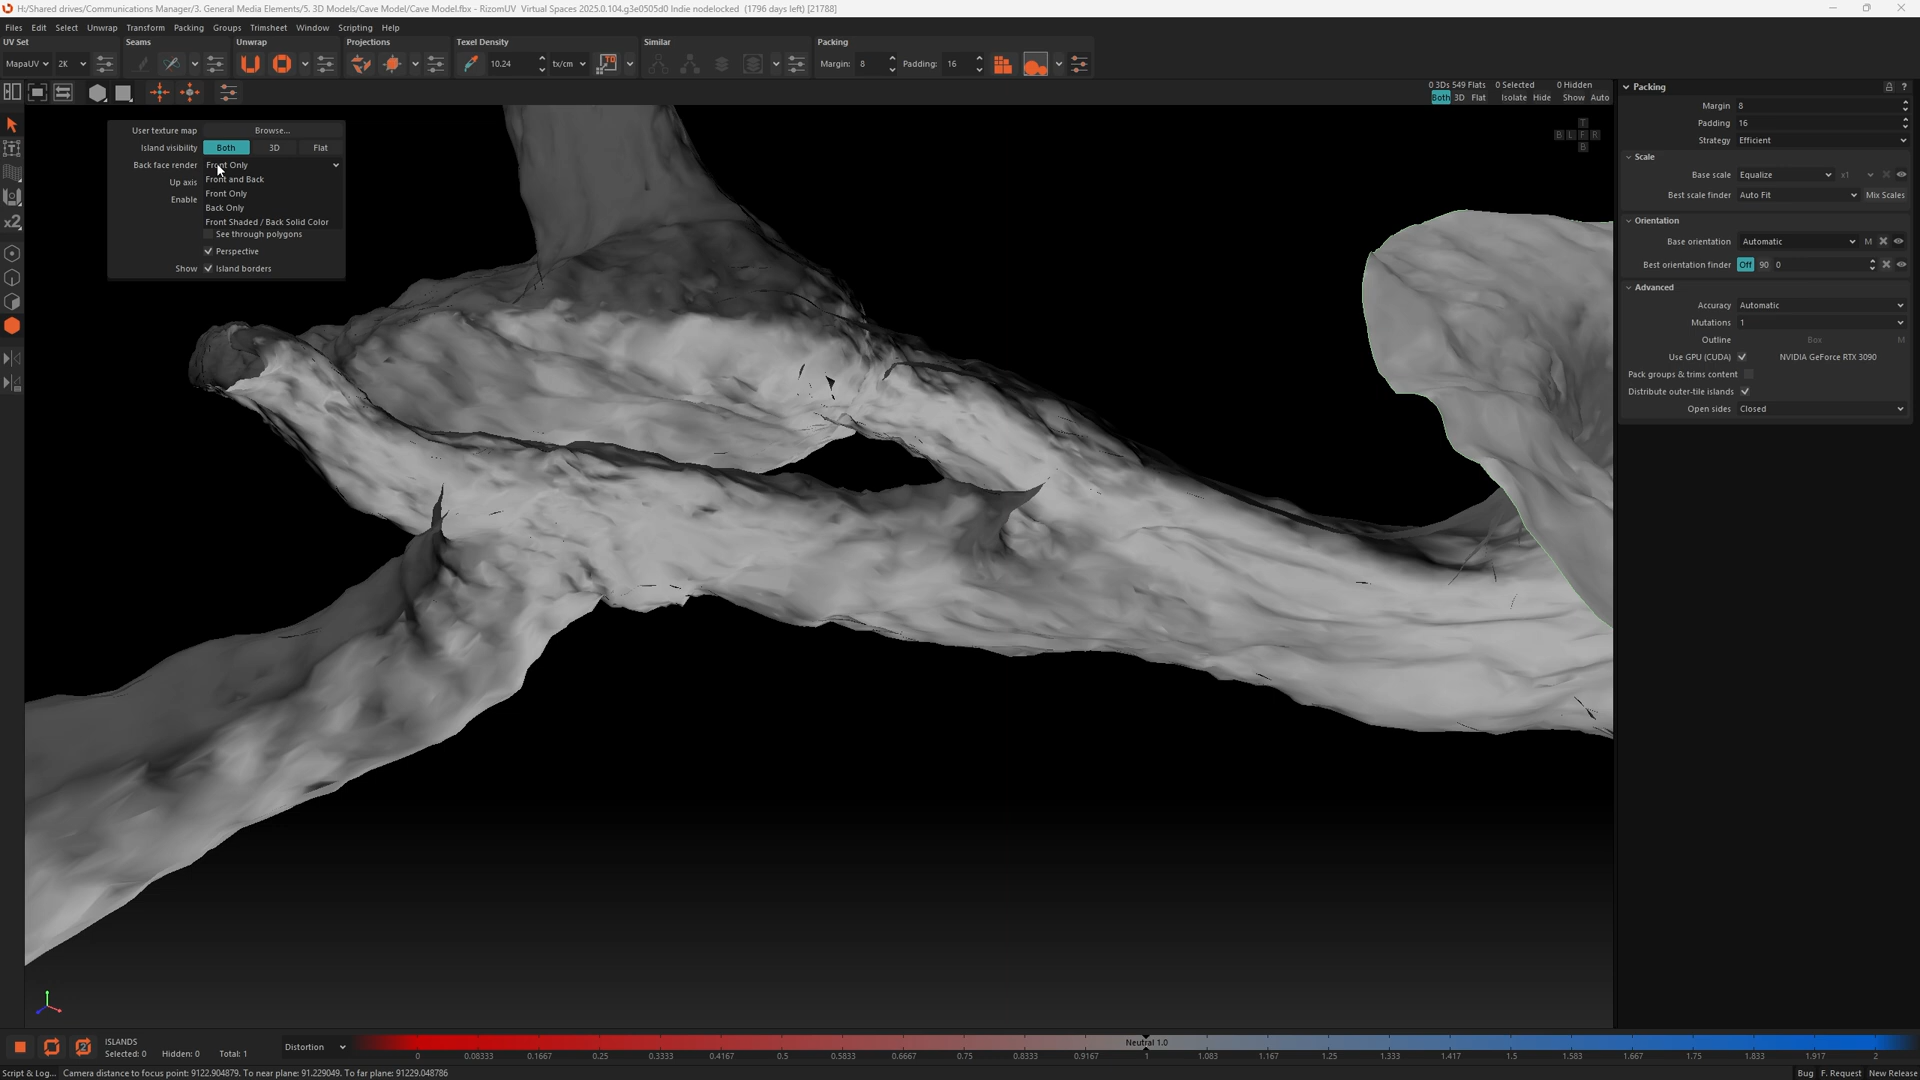 H:/Shared drives/Communications Manager/3. General Media Elements/5. 3D Models/Cave Model/Cave Model.fbx - RizomUV  Virtual Spaces 2025.0.104.g3e0505d0 Indie nodelocked  (1796 days left) [21788]
Files Edit Select Unwrap Transform Packing Groups Trimsheet Window Scripting Help
UV Set Seams Unwrap Projections Texel Density Similar Packing
MapaUV 2K 10.24 tx/cm Margin: 8 Padding: 16
0 3Ds 549 Flats 0 Selected 0 Hidden
Both 3D Flat Isolate Hide Show Auto
T
B L F R
B
User texture map Browse...
Island visibility Both 3D Flat
Back face render Front Only
Front and Back
Up axis
Front Only
Enable
Back Only
Front Shaded / Back Solid Color
See through polygons
Perspective
Show Island borders
x2
Packing ?
Margin 8
Padding 16
Strategy Efficient
Scale
Base scale Equalize x1
Best scale finder Auto Fit Mix Scales
Orientation
Base orientation Automatic M
Best orientation finder Off 90 0
Advanced
Accuracy Automatic
Mutations 1
Outline Box M
Use GPU (CUDA) NVIDIA GeForce RTX 3090
Pack groups & trims content
Distribute outer-tile islands
Open sides Closed
ISLANDS
Selected: 0 Hidden: 0 Total: 1
Distortion
Neutral 1.0
0 0.08333 0.1667 0.25 0.3333 0.4167 0.5 0.5833 0.6667 0.75 0.8333 0.9167 1 1.083 1.167 1.25 1.333 1.417 1.5 1.583 1.667 1.75 1.833 1.917 2
Script & Log... Camera distance to focus point: 9122.904879. To near plane: 91.229049. To far plane: 91229.048786
Bug F. Request New Release